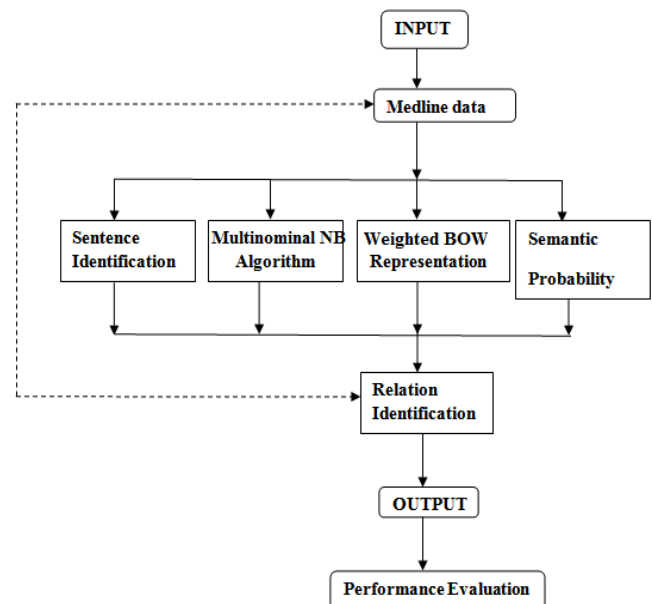 INPUT
Medline data
Sentence
Identification
Multinominal NB
Algorithm
Weighted BOW
Representation
Semantic
Probability
Relation
Identification
OUTPUT
Performance Evaluation